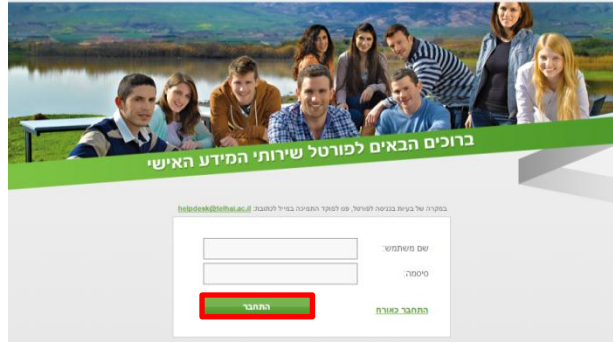 ברוכים הבאים לפורטל שירותי המידע האישי
במקרה של בעיות בכניסה לפורטל, פנו למוקד התמיכה במייל לכתובת: helpdesk@telhai.ac.il
שם משתמש:
סיסמה:
התחבר
התחבר כאורח